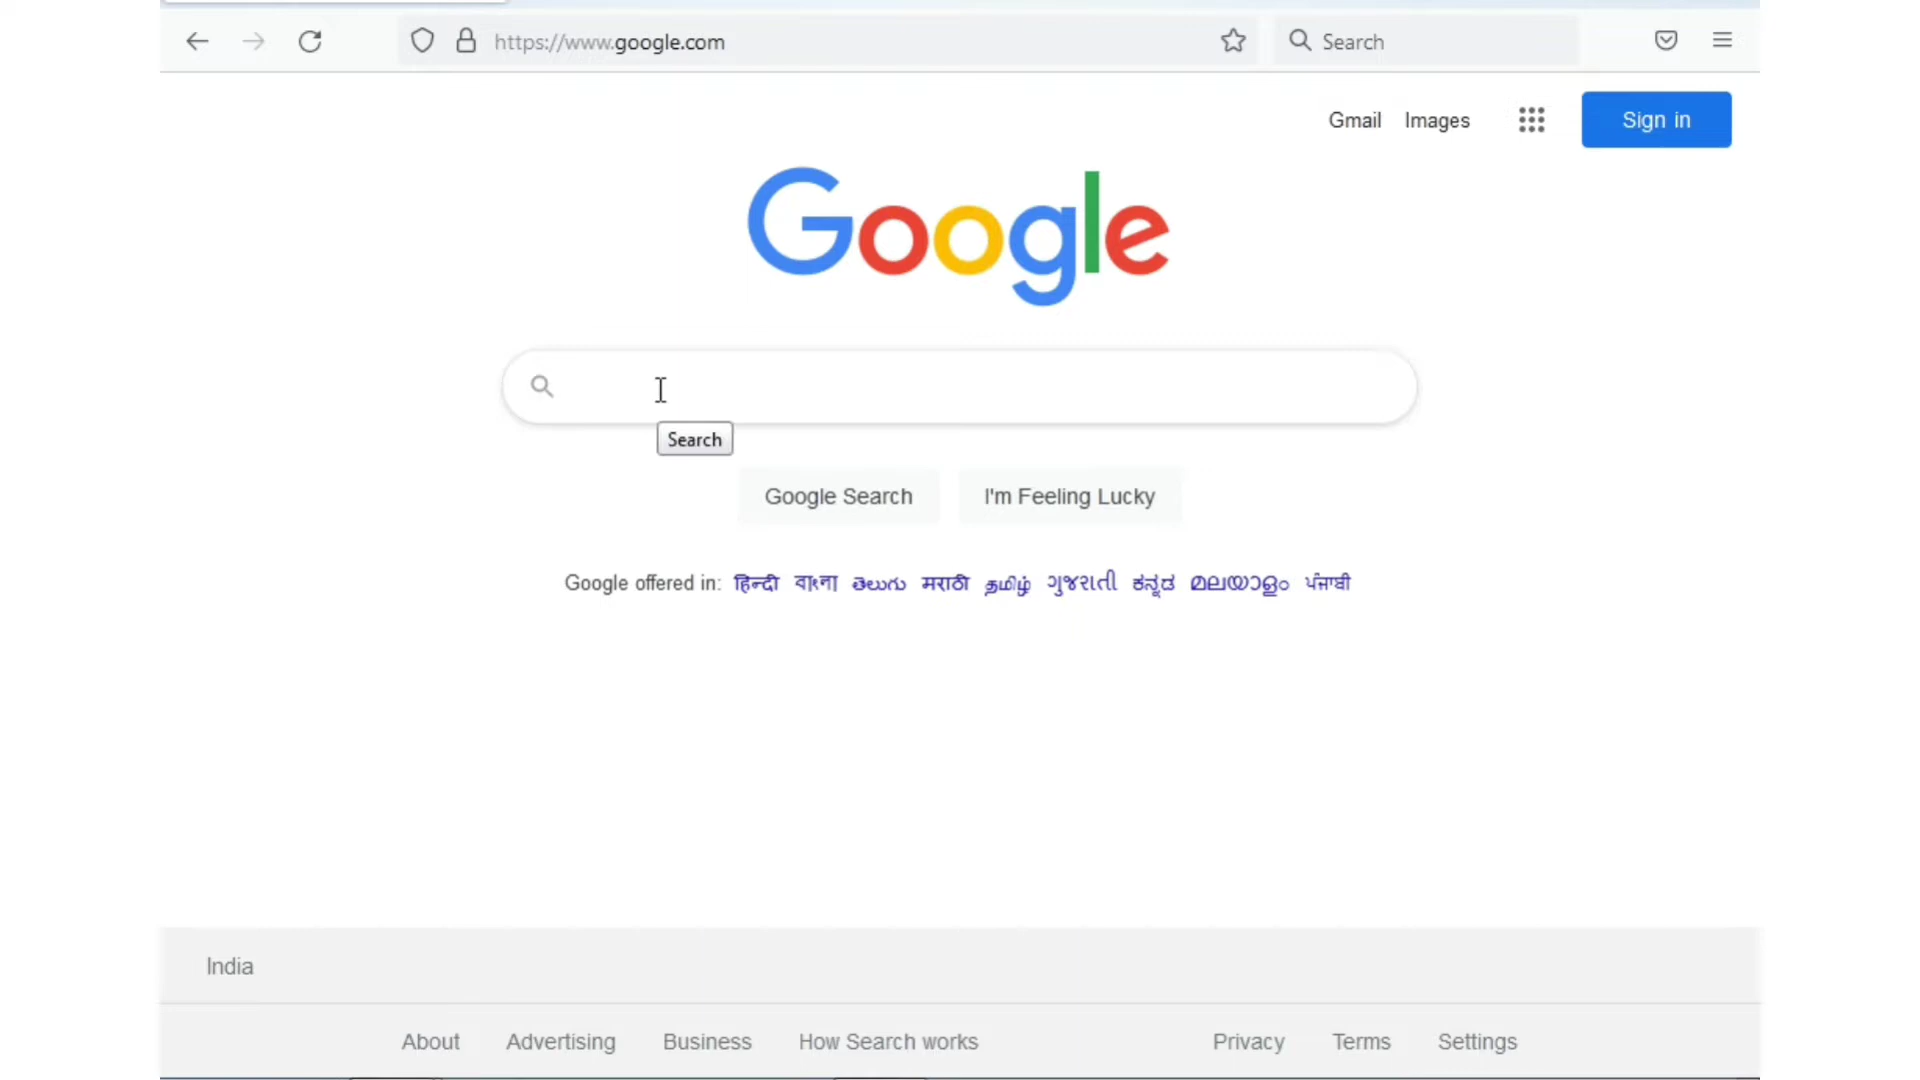 https://www.google.com
Search
Gmail Images
Sign in
Google
Search
Google Search
I'm Feeling Lucky
Google offered in: हिन्दी বাংলা తెలుగు मराठी தமிழ் ગુજરાતી ಕನ್ನಡ മലയാളം ਪੰਜਾਬੀ
India
About Advertising Business How Search works Privacy Terms Settings